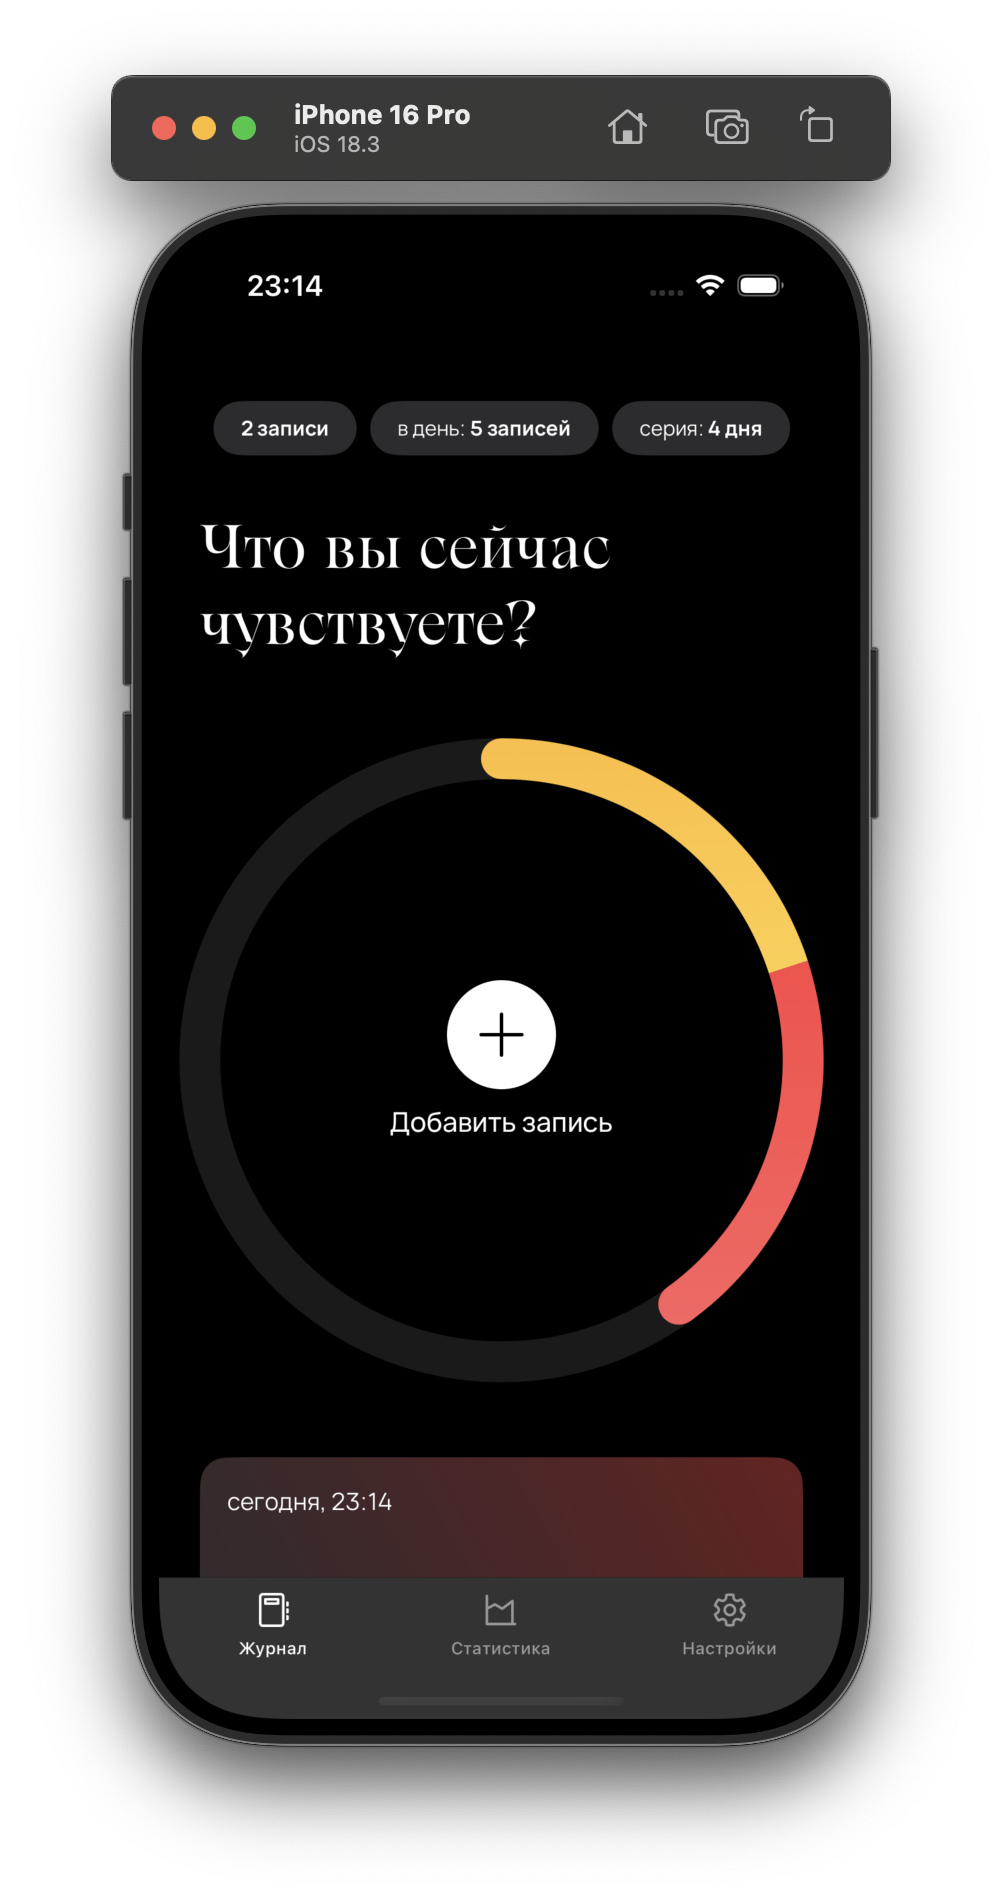 iPhone 16 Pro
iOS 18.3
23:14
2 записи
в день: 5 записей
серия: 4 дня
Что вы сейчас
чувствуете?
Добавить запись
сегодня, 23:14
Журнал
Статистика
Настройки